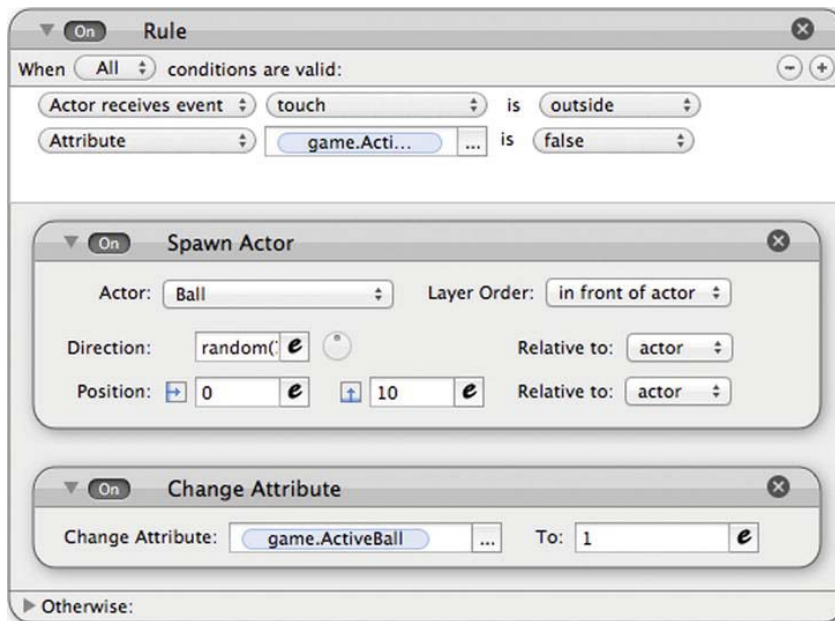 On Rule
When All conditions are valid:
Actor receives event touch is outside
Attribute game.Acti... ... is false
On Spawn Actor
Actor: Ball Layer Order: in front of actor
Direction: random( e Relative to: actor
Position: 0 e 10 e Relative to: actor
On Change Attribute
Change Attribute: game.ActiveBall ... To: 1 e
Otherwise: